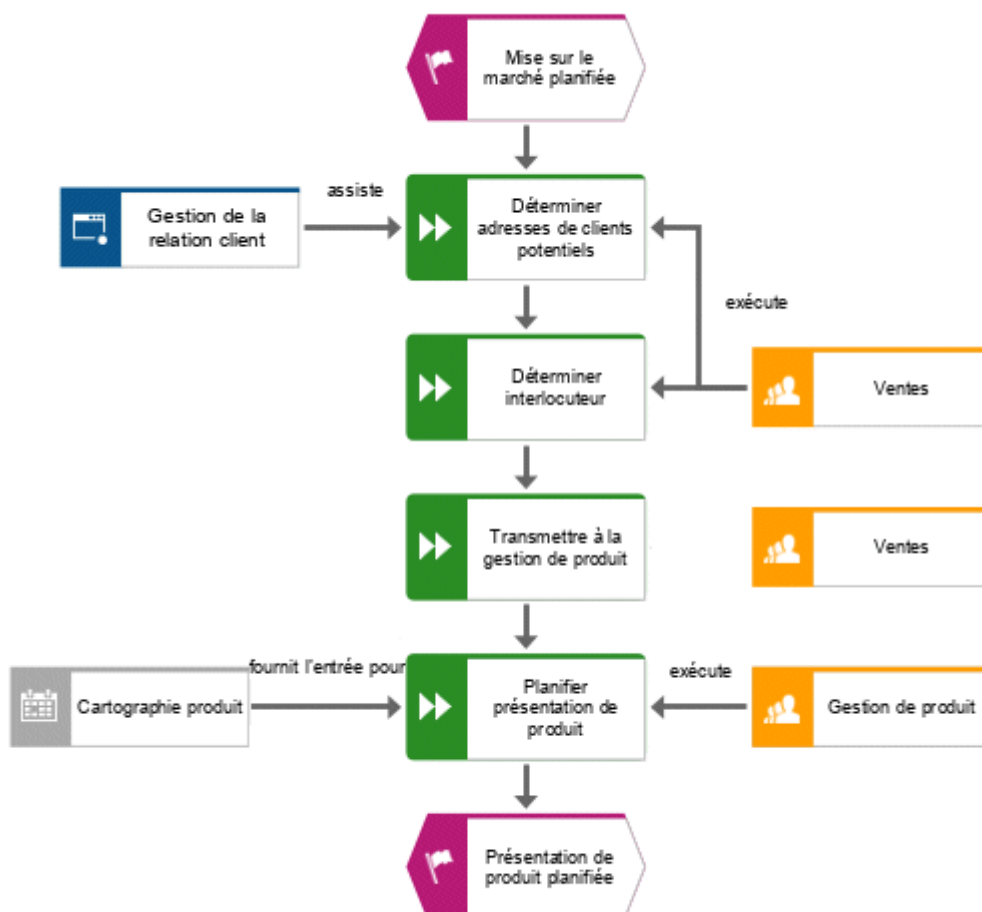 Mise sur le
marché planifiée
assiste
Gestion de la
relation client
Déterminer
adresses de clients
potentiels
exécute
Déterminer
interlocuteur
Ventes
Transmettre à la
gestion de produit
Ventes
fournit l'entrée pour
exécute
Cartographie produit
Planifier
présentation de
produit
Gestion de produit
Présentation de
produit planifiée